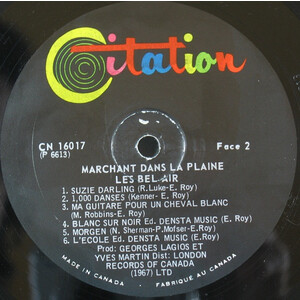 Citation
CN 16017
(P 6613)
Face 2
MARCHANT DANS LA PLAINE
LES BEL AIR
1. SUZIE DARLING (R.Luke-E. Roy)
2. 1,000 DANSES (Kenner- E. Roy)
3. MA GUITARE POUR UN CHEVAL BLANC
(M. Robbins-E. Roy)
4. BLANC SUR NOIR Ed. DENSTA MUSIC (E. Roy)
5. MORGEN (N. Sherman-P.Mofser-E.Roy)
6. L'ECOLE Ed. DENSTA MUSIC (E. Roy)
Prod: GEORGES LAGIOS ET
YVES MARTIN Dist: LONDON
RECORDS OF CANADA
(1967) LTD
MADE IN CANADA - FABRIQUE AU CANADA